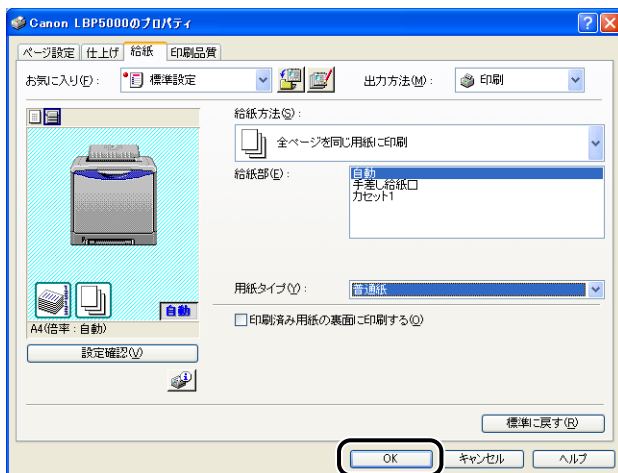 Canon LBP5000のプロパティ
ページ設定 仕上げ 給紙 印刷品質
お気に入り(F): 標準設定 出力方法(M): 印刷
給紙方法(S):
全ページを同じ用紙に印刷
給紙部(E):
自動
手差し給紙口
カセット1
用紙タイプ(Y): 普通紙
自動
A4(倍率:自動)
印刷済み用紙の裏面に印刷する(Q)
設定確認(V)
標準に戻す(R)
OK キャンセル ヘルプ